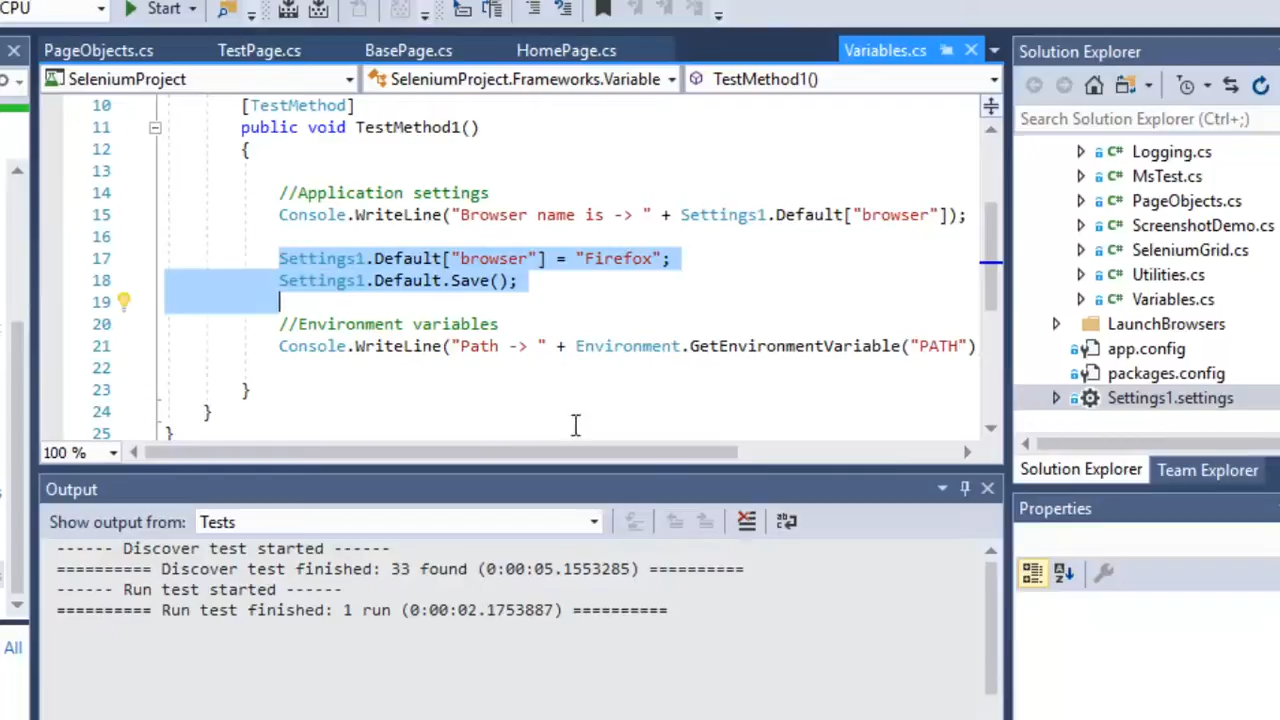 CPU
Start
PageObjects.cs
TestPage.cs
BasePage.cs
HomePage.cs
Variables.cs
SeleniumProject
SeleniumProject.Frameworks.Variable
TestMethod1()
10 [TestMethod]
11 public void TestMethod1()
12 {
13
14 //Application settings
15 Console.WriteLine("Browser name is -> " + Settings1.Default["browser"]);
16
17 Settings1.Default["browser"] = "Firefox";
18 Settings1.Default.Save();
19
20 //Environment variables
21 Console.WriteLine("Path -> " + Environment.GetEnvironmentVariable("PATH")
22
23 }
24 }
25 }
100 %
Output
Show output from: Tests
------ Discover test started ------
========== Discover test finished: 33 found (0:00:05.1553285) ==========
------ Run test started ------
========== Run test finished: 1 run (0:00:02.1753887) ==========
All
Solution Explorer
Search Solution Explorer (Ctrl+;)
C# Logging.cs
C# MsTest.cs
C# PageObjects.cs
C# ScreenshotDemo.cs
C# SeleniumGrid.cs
C# Utilities.cs
C# Variables.cs
LaunchBrowsers
app.config
packages.config
Settings1.settings
Solution Explorer
Team Explorer
Properties